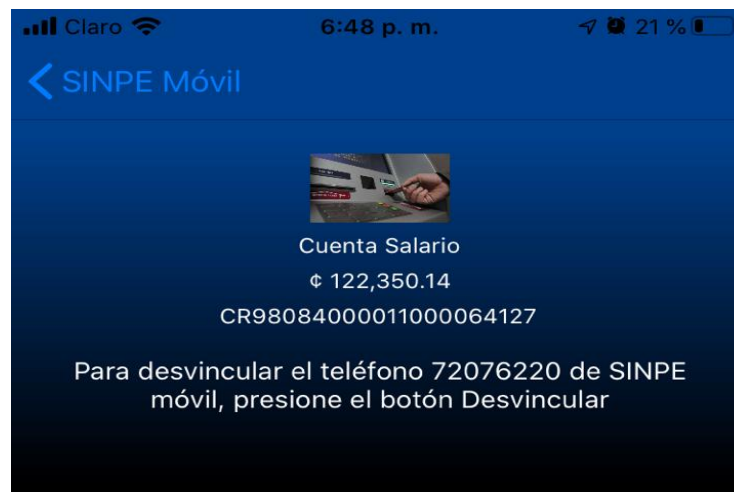 Claro 6:48 p. m. 21 %
SINPE Móvil
Cuenta Salario
¢ 122,350.14
CR98084000011000064127
Para desvincular el teléfono 72076220 de SINPE
móvil, presione el botón Desvincular